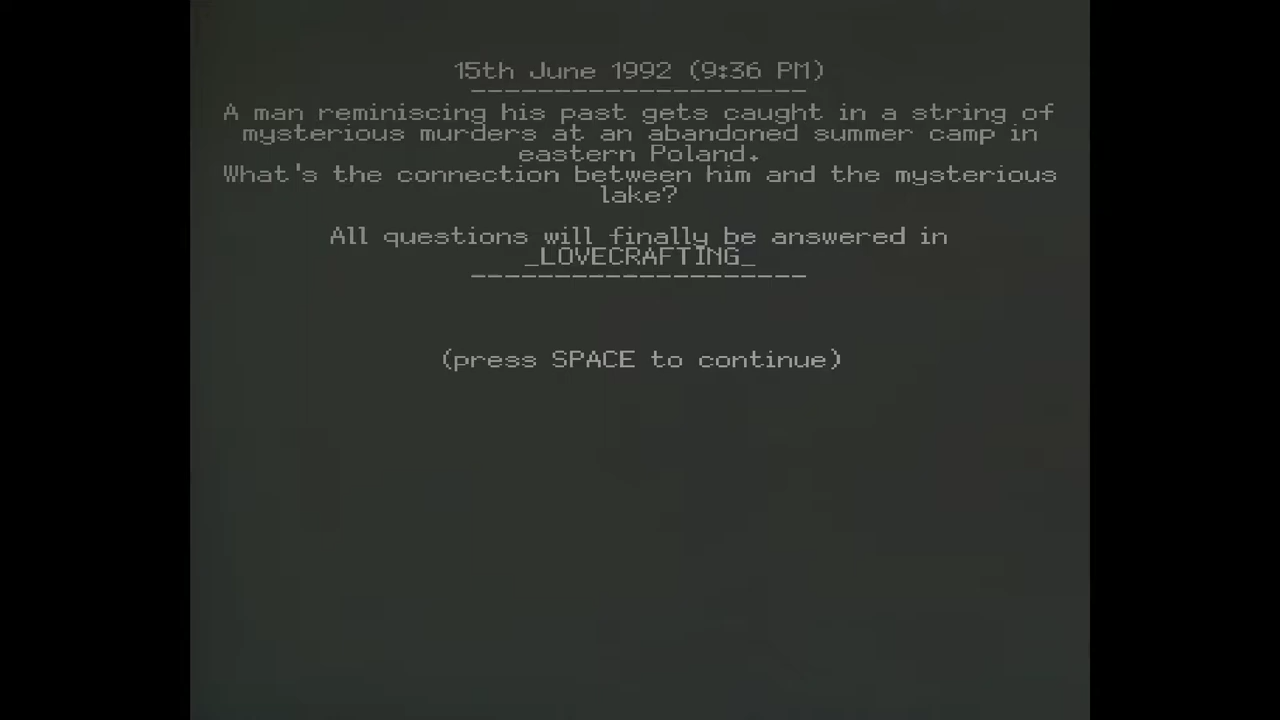 15th June 1992 (9:36 PM)
--------------------
A man reminiscing his past gets caught in a string of
mysterious murders at an abandoned summer camp in
eastern Poland.
What's the connection between him and the mysterious
lake?
All questions will finally be answered in
_LOVECRAFTING_
--------------------
(press SPACE to continue)